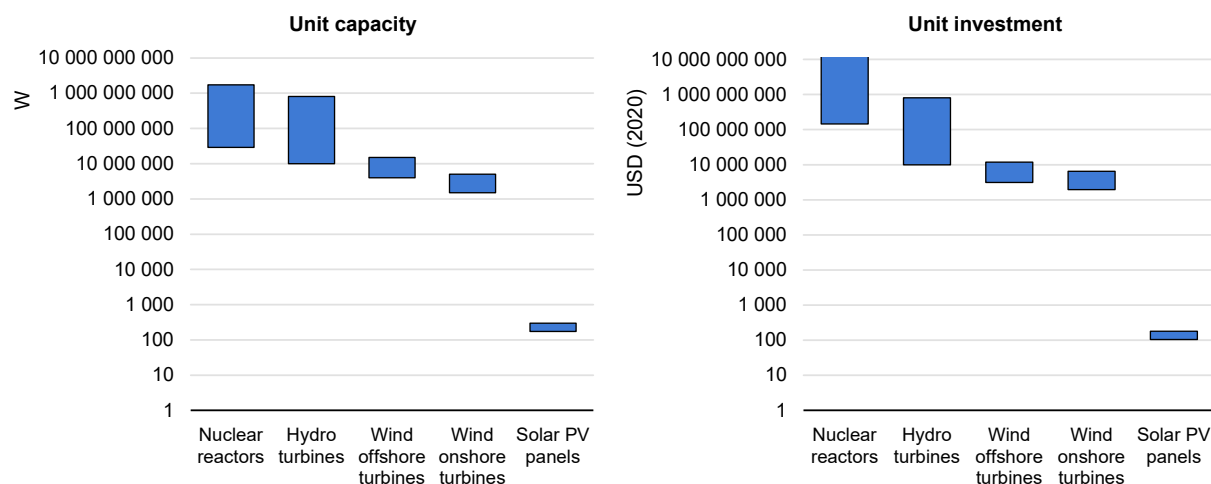 Unit capacity
W
10 000 000 000
1 000 000 000
100 000 000
10 000 000
1 000 000
100 000
10 000
1 000
100
10
1
Nuclear
reactors
Hydro
turbines
Wind
offshore
turbines
Wind
onshore
turbines
Solar PV
panels
Unit investment
USD (2020)
10 000 000 000
1 000 000 000
100 000 000
10 000 000
1 000 000
100 000
10 000
1 000
100
10
1
Nuclear
reactors
Hydro
turbines
Wind
offshore
turbines
Wind
onshore
turbines
Solar PV
panels